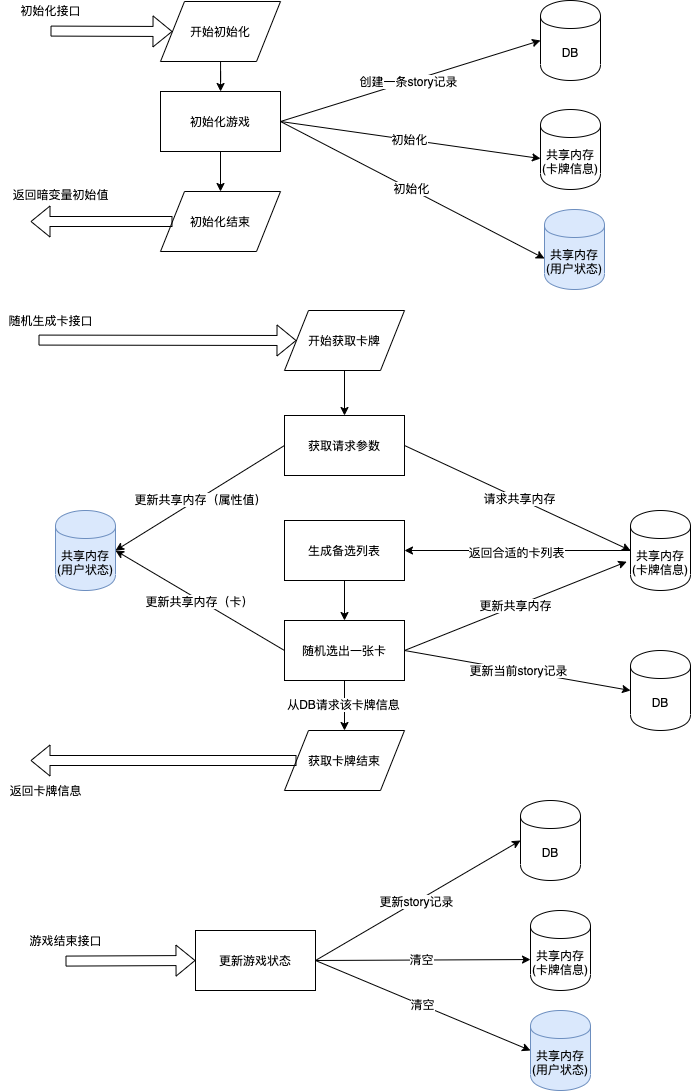 初始化接口
开始初始化
DB
创建一条story记录
初始化游戏
初始化
共享内存
(卡牌信息)
初始化
返回暗变量初始值
初始化结束
共享内存
(用户状态)
随机生成卡接口
开始获取卡牌
获取请求参数
更新共享内存（属性值）
请求共享内存
共享内存
(用户状态)
生成备选列表
返回合适的卡列表
共享内存
(卡牌信息)
更新共享内存（卡）
更新共享内存
随机选出一张卡
更新当前story记录
DB
从DB请求该卡牌信息
获取卡牌结束
返回卡牌信息
DB
更新story记录
游戏结束接口
更新游戏状态
清空
共享内存
(卡牌信息)
清空
共享内存
(用户状态)